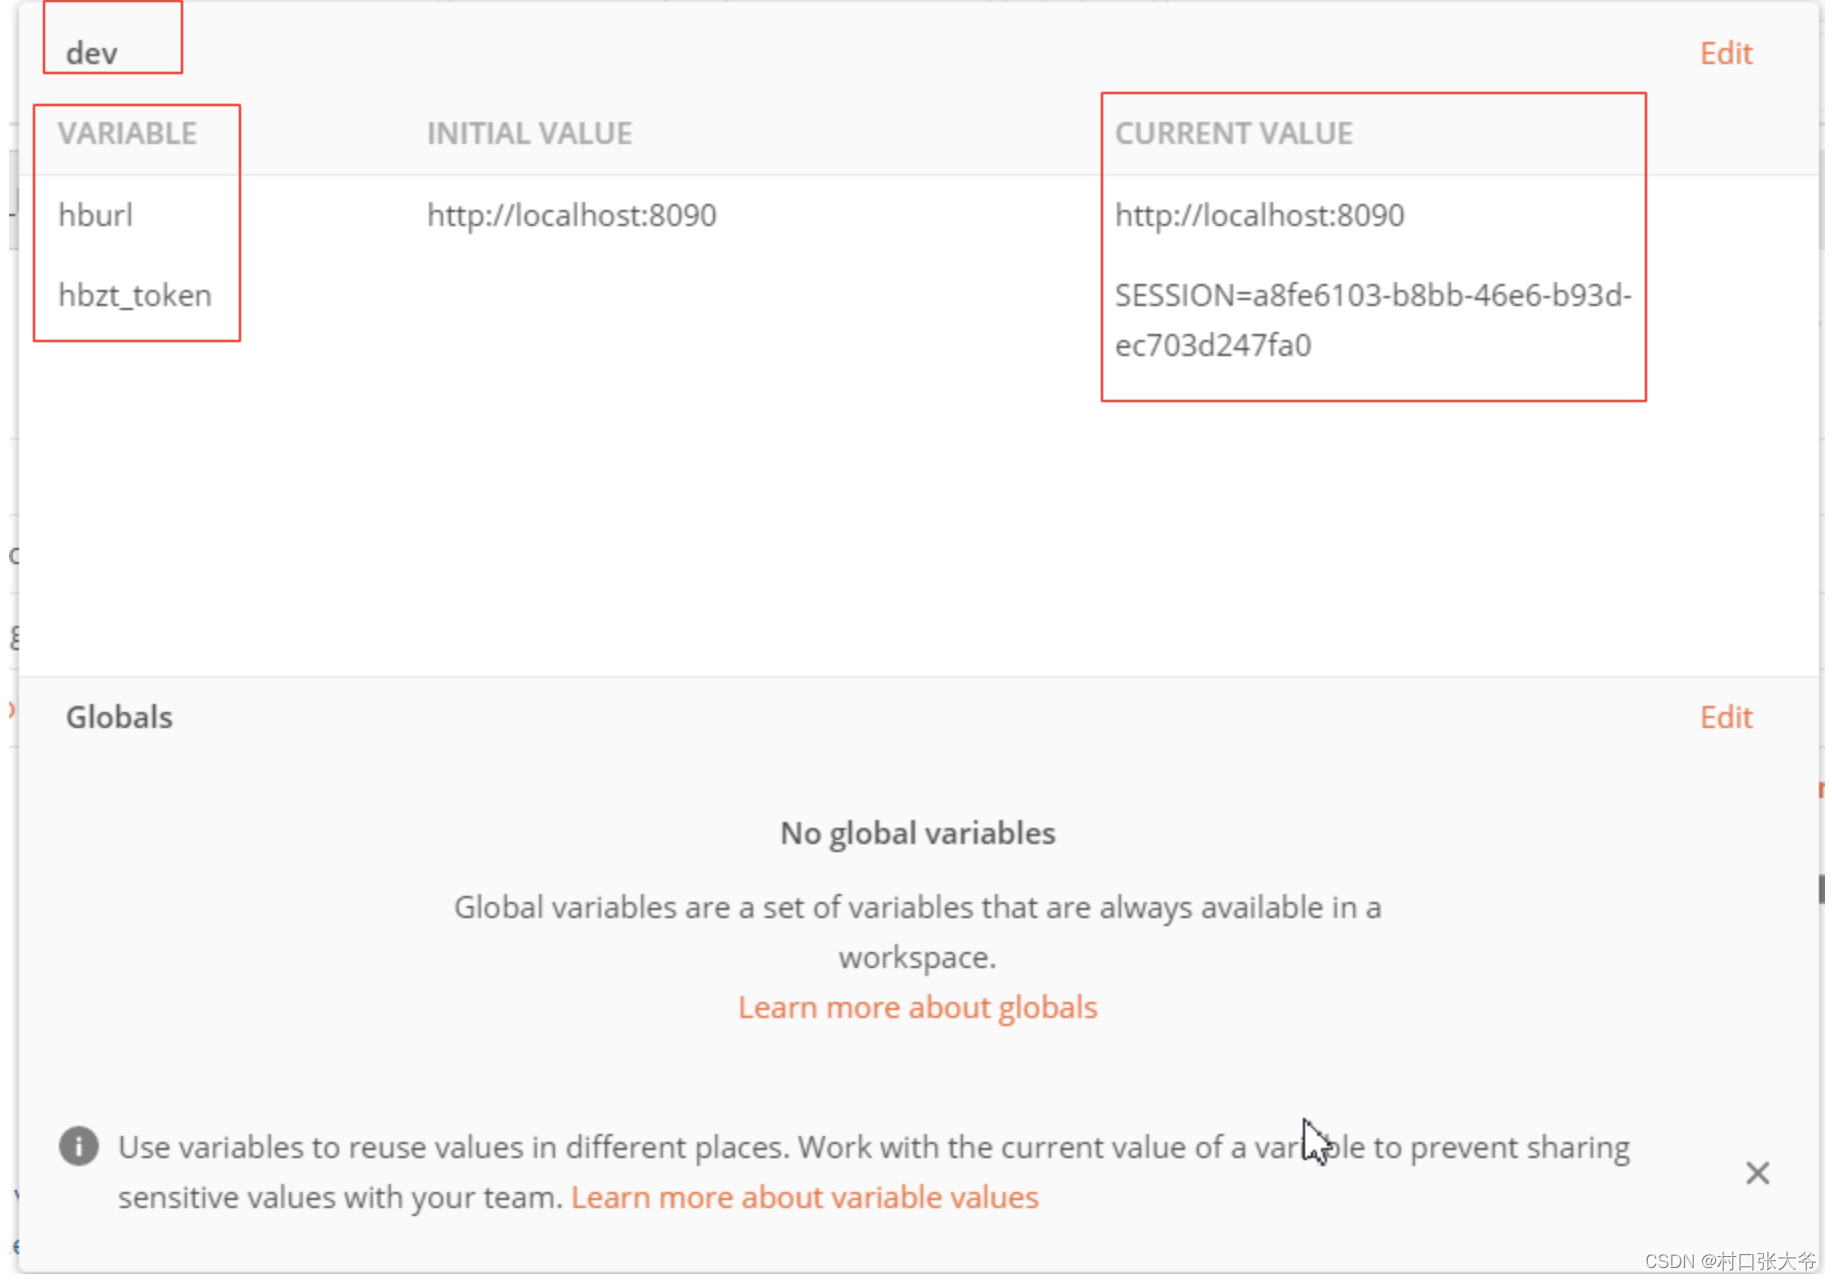 dev
Edit
VARIABLE
INITIAL VALUE
CURRENT VALUE
hburl
http://localhost:8090
http://localhost:8090
hbzt_token
SESSION=a8fe6103-b8bb-46e6-b93d-
ec703d247fa0
Globals
Edit
No global variables
Global variables are a set of variables that are always available in a
workspace.
Learn more about globals
Use variables to reuse values in different places. Work with the current value of a variable to prevent sharing
sensitive values with your team. Learn more about variable values
CSDN @村口张大爷